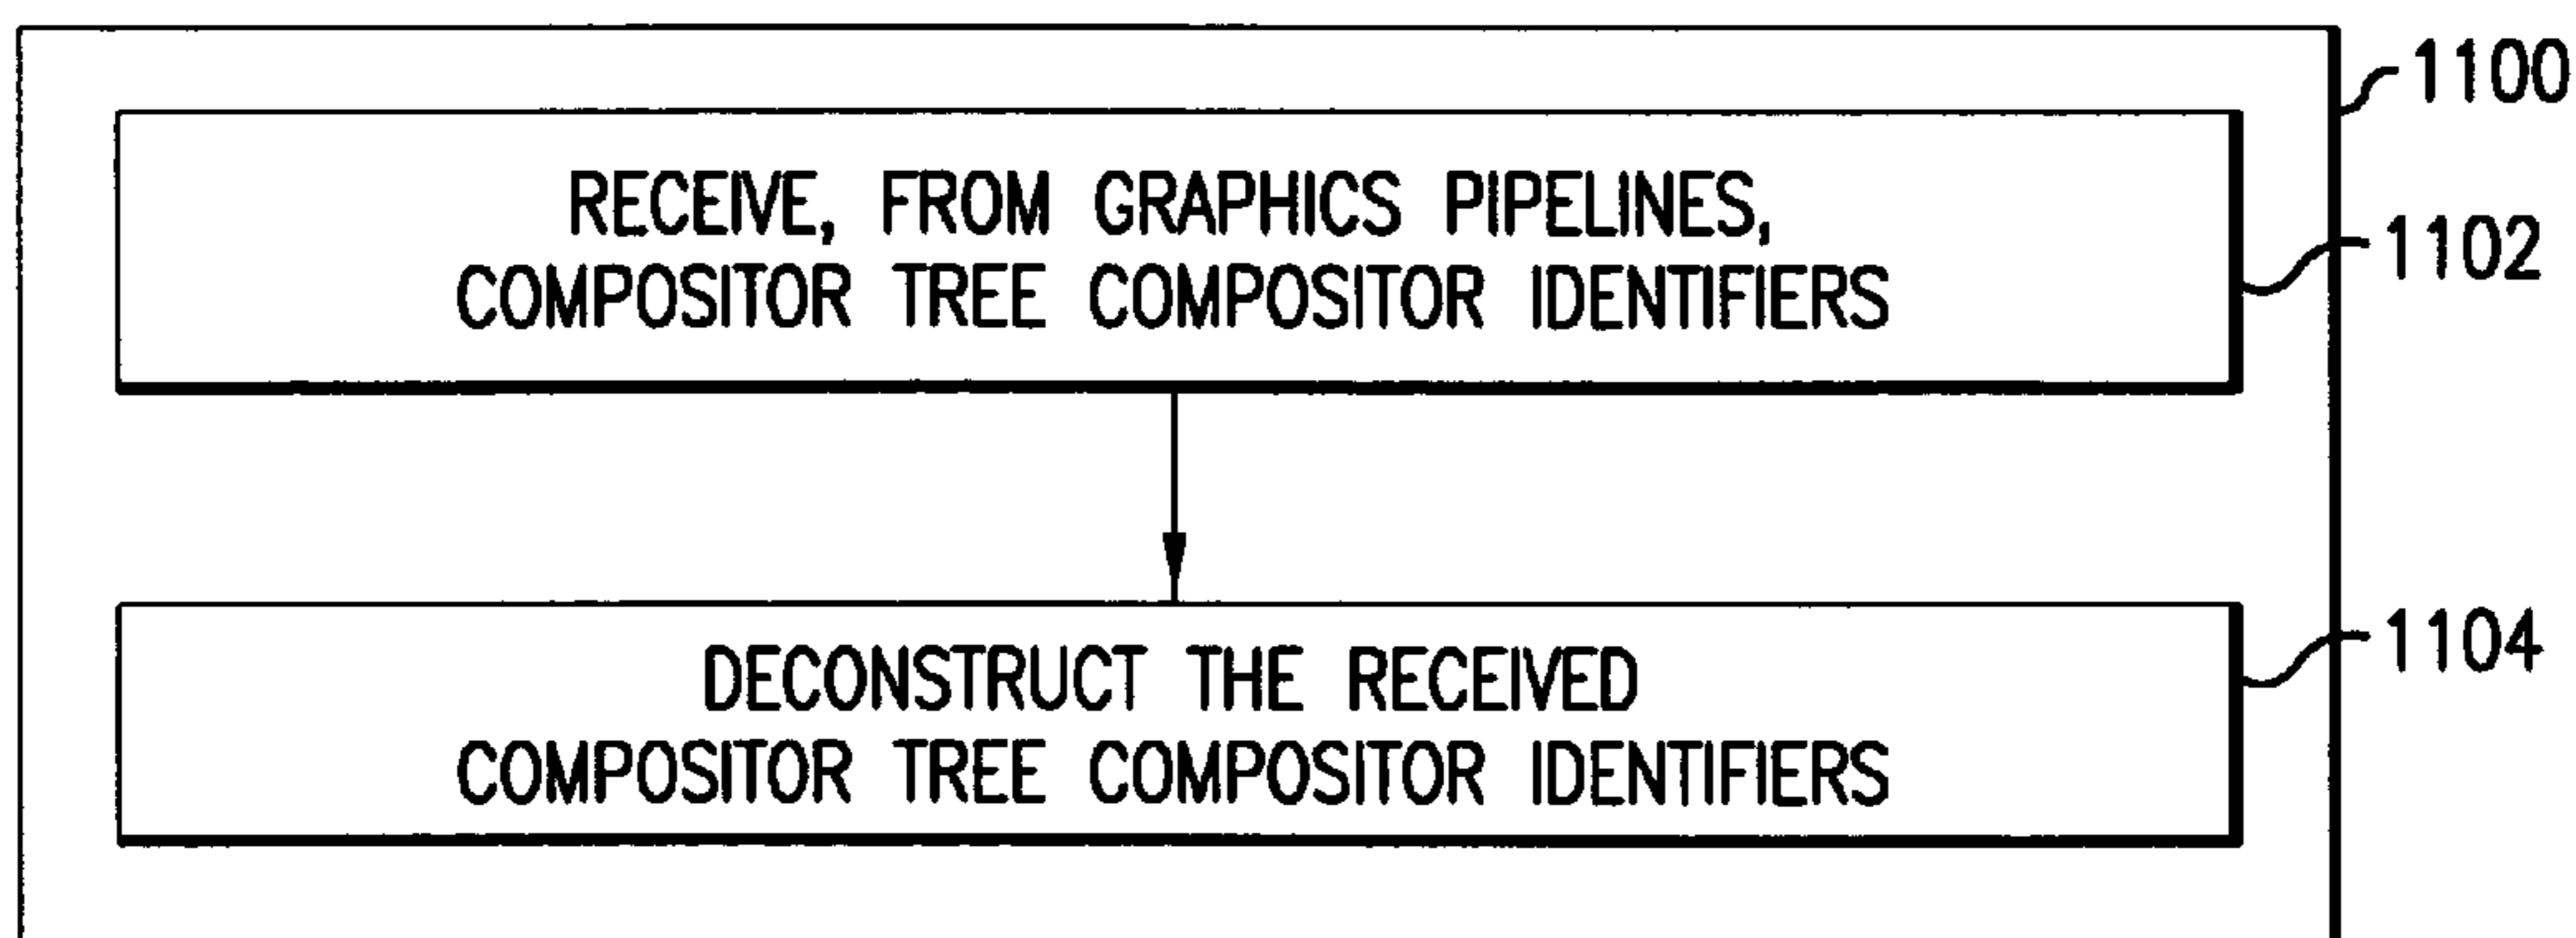 1100
RECEIVE, FROM GRAPHICS PIPELINES,
COMPOSITOR TREE COMPOSITOR IDENTIFIERS
1102
DECONSTRUCT THE RECEIVED
COMPOSITOR TREE COMPOSITOR IDENTIFIERS
1104